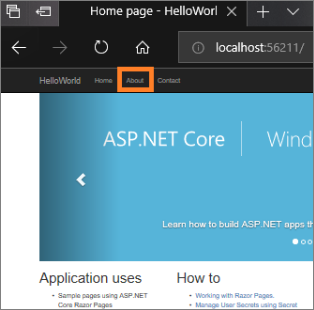 Home page - HelloWorl
localhost:56211/
HelloWorld Home About Contact
ASP.NET Core Wind
Learn how to build ASP.NET apps th
Application uses
Sample pages using ASP.NET
Core Razor Pages
How to
Working with Razor Pages.
Manage User Secrets using Secret